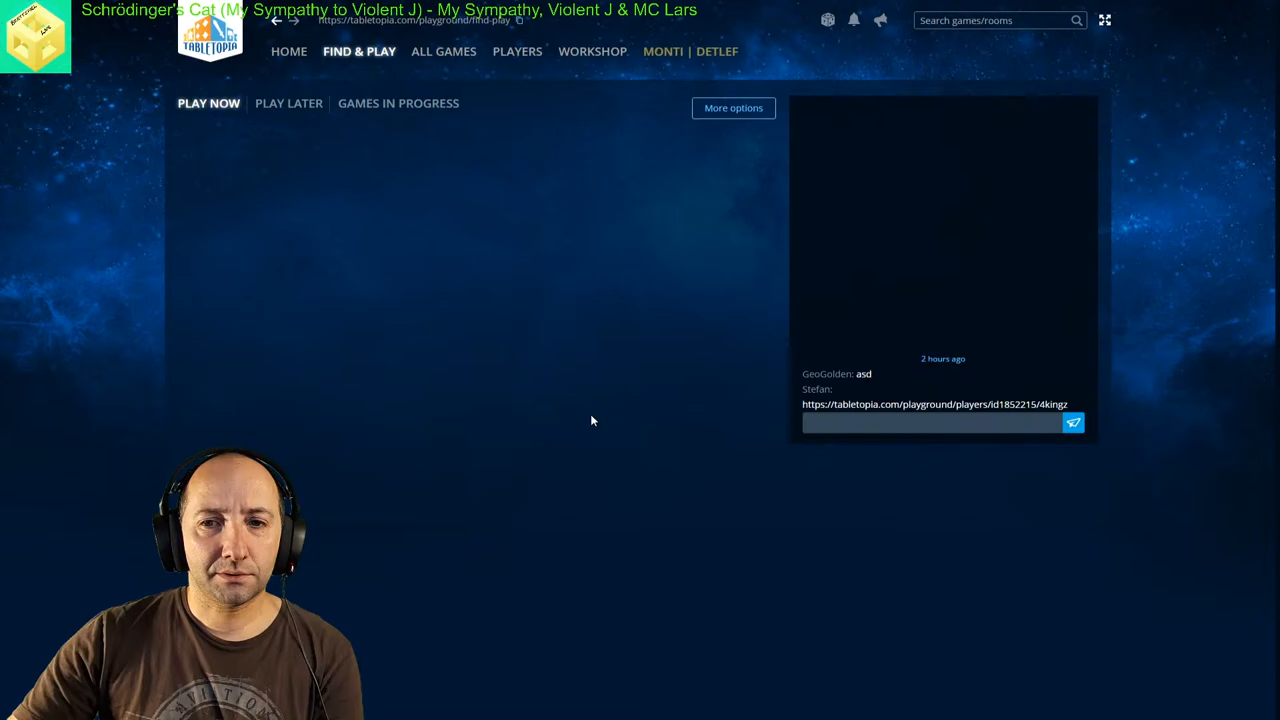 Schrödinger's Cat (My Sympathy to Violent J) - My Sympathy, Violent J & MC Lars
https://tabletopia.com/playground/find-play
Search games/rooms
TABLETOPIA
HOME
FIND & PLAY
ALL GAMES
PLAYERS
WORKSHOP
MONTI | DETLEF
PLAY NOW
PLAY LATER
GAMES IN PROGRESS
More options
2 hours ago
GeoGolden: asd
Stefan:
https://tabletopia.com/playground/players/id1852215/4kingz
AVIATION